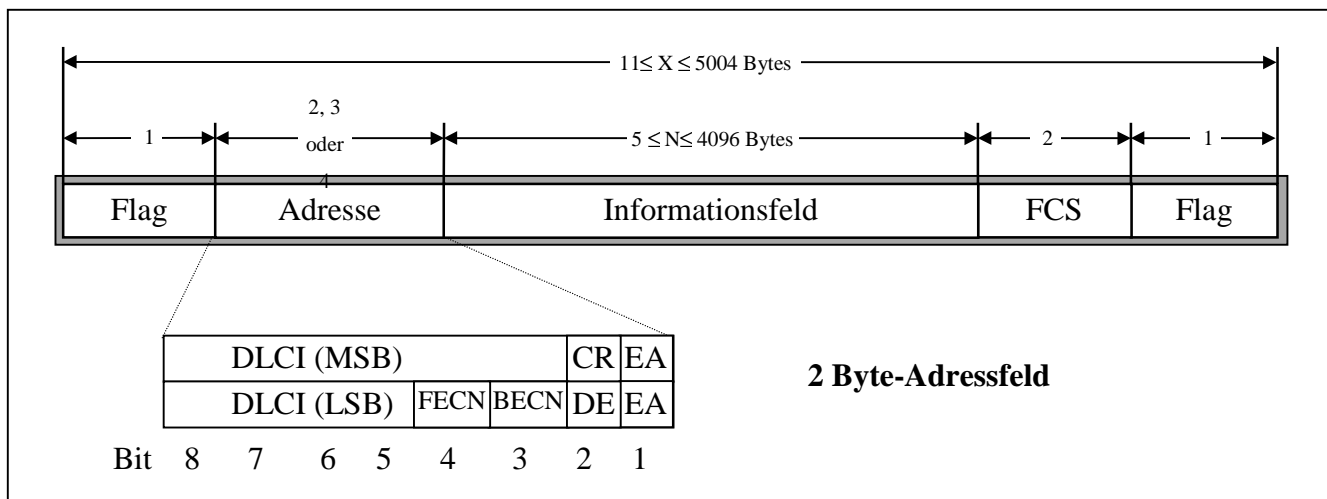 11≤ X ≤ 5004 Bytes
2, 3
oder
4
1
5 ≤ N≤ 4096 Bytes
2
1
Flag
Adresse
Informationsfeld
FCS
Flag
DLCI (MSB) CR EA
DLCI (LSB) FECN BECN DE EA
2 Byte-Adressfeld
Bit 8 7 6 5 4 3 2 1